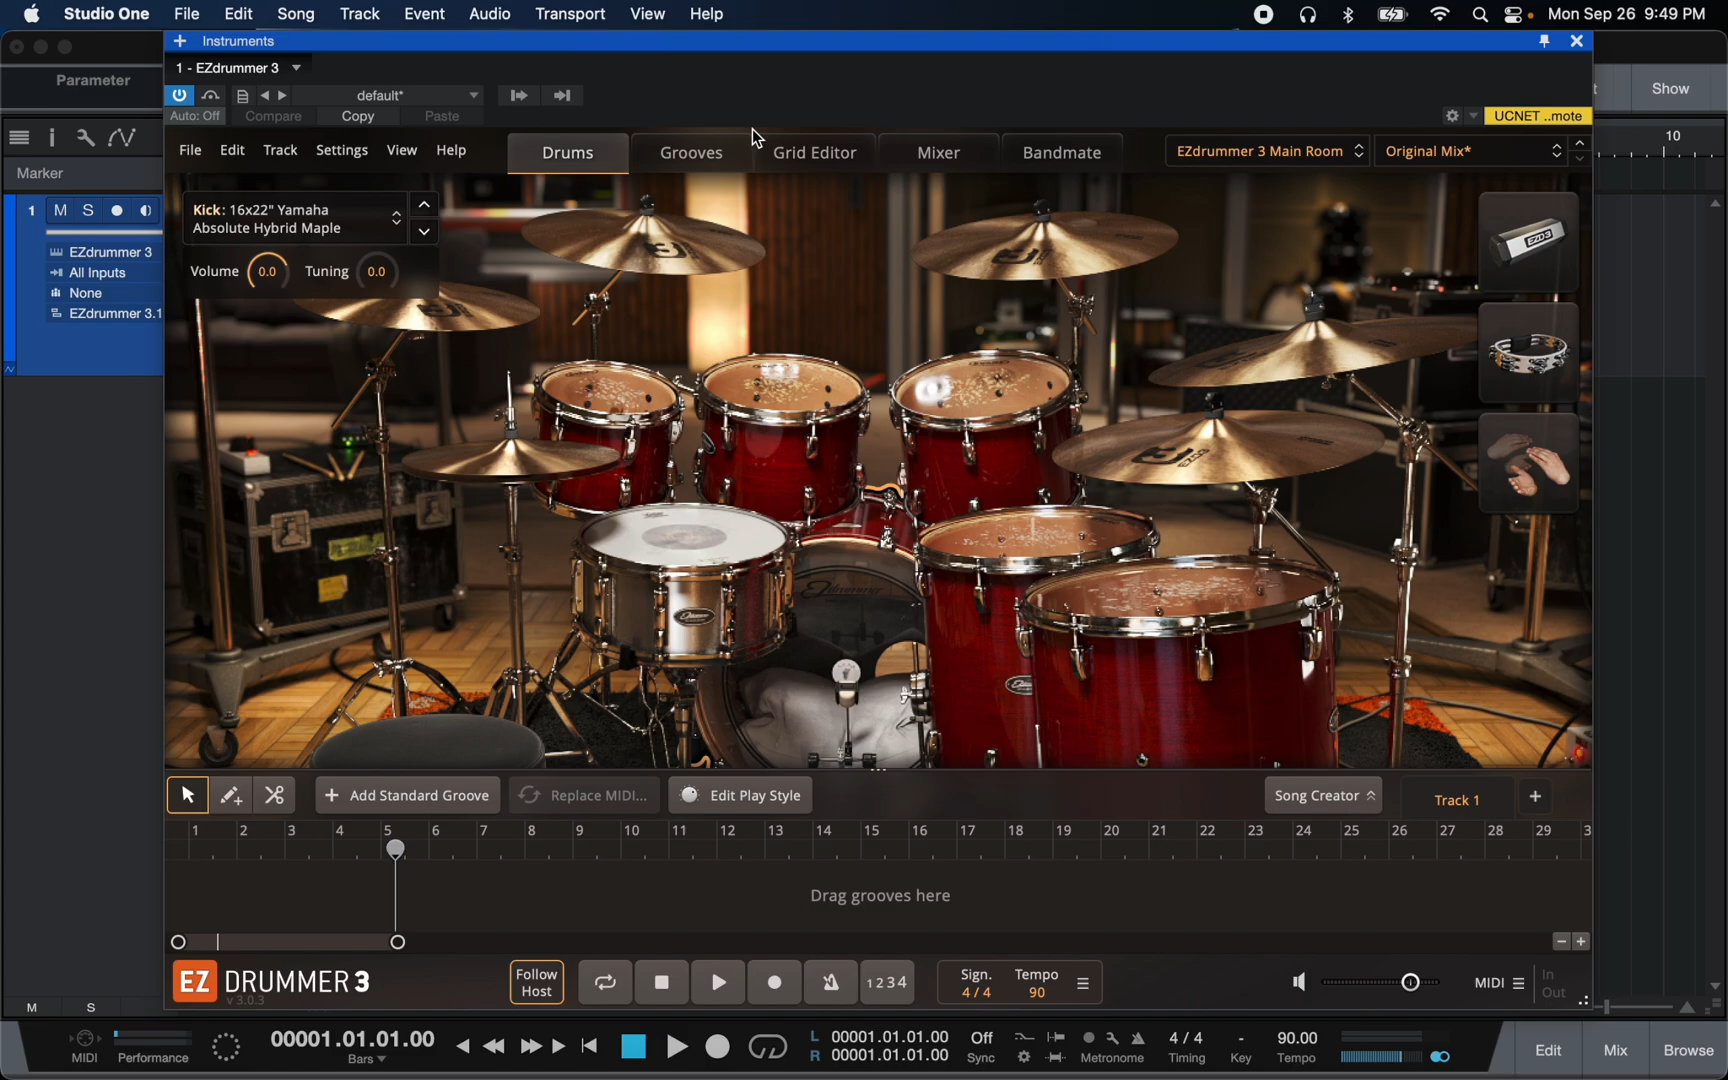 Studio One File Edit Song Track Event Audio Transport View Help Mon Sep 26 9:49 PM
Instruments
1 - EZdrummer 3
Parameter
default*
Show
Auto: Off Compare Copy Paste
UCNET ..mote
File Edit Track Settings View Help
Drums Grooves Grid Editor Mixer Bandmate
EZdrummer 3 Main Room Original Mix*
10
Marker
1 M S
EZdrummer 3
All Inputs
None
EZdrummer 3.1
Kick: 16x22" Yamaha
Absolute Hybrid Maple
Volume 0.0 Tuning 0.0
EZD3
+ Add Standard Groove Replace MIDI... Edit Play Style Song Creator Track 1 +
1 2 3 4 5 6 7 8 9 10 11 12 13 14 15 16 17 18 19 20 21 22 23 24 25 26 27 28 29 3
Drag grooves here
EZ DRUMMER 3
v 3.0.3
Follow
Host
1 2 3 4
Sign. Tempo
4/4 90
MIDI
In
Out
M S
MIDI Performance
00001.01.01.00
Bars
L 00001.01.01.00
R 00001.01.01.00
Off
Sync
Metronome
4 / 4
Timing
-
Key
90.00
Tempo
Edit Mix Browse